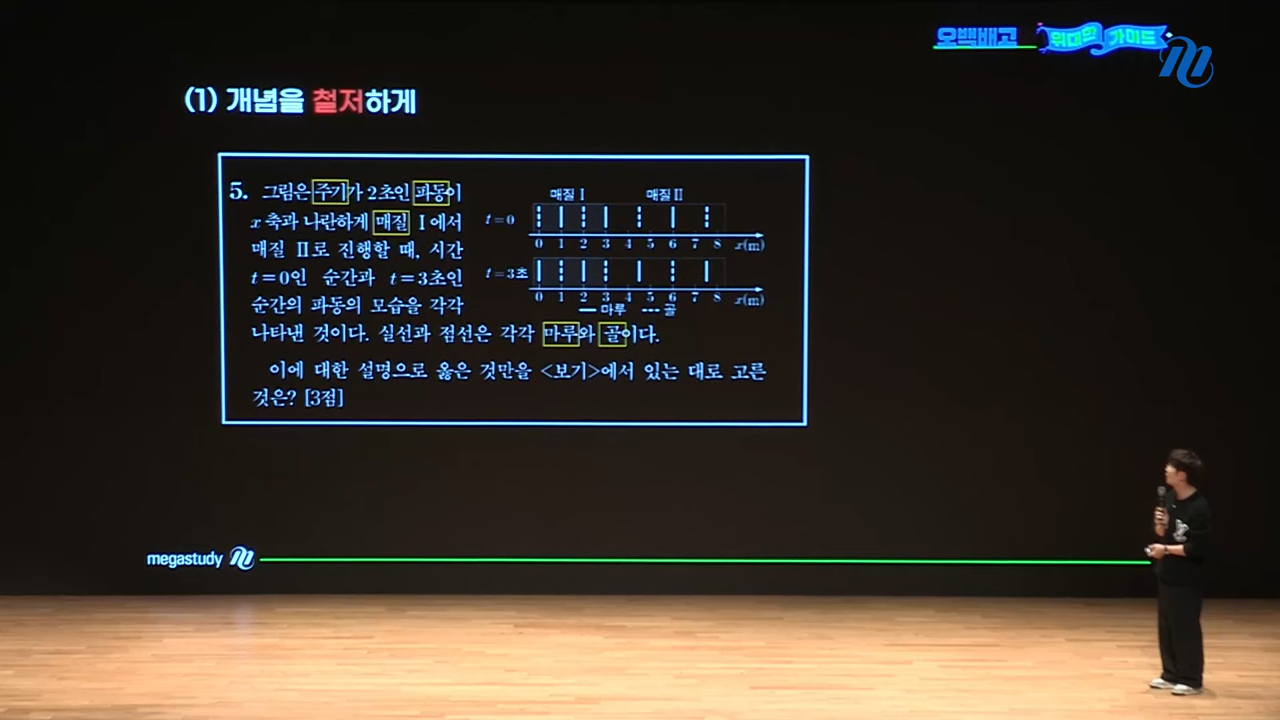 오백배고 위대한 가이드
(1) 개념을 철저하게
5. 그림은 주기가 2초인 파동이
x축과 나란하게 매질 I에서
매질 II로 진행할 때, 시간
t=0인 순간과 t=3초인
순간의 파동의 모습을 각각
나타낸 것이다. 실선과 점선은 각각 마루와 골이다.
매질 I 매질 II
t=0
0 1 2 3 4 5 6 7 8 x(m)
t=3초
0 1 2 3 4 5 6 7 8 x(m)
마루 골
이에 대한 설명으로 옳은 것만을 <보기>에서 있는 대로 고른
것은? [3점]
megastudy